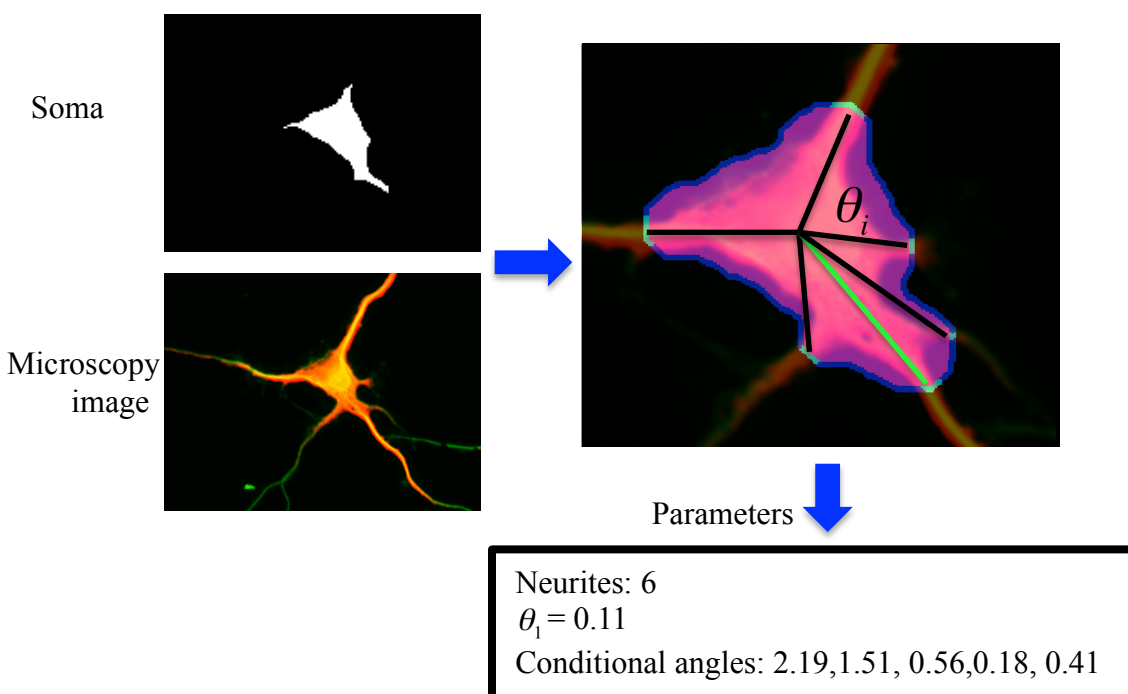 Soma
θi
Microscopy
image
Parameters
Neurites: 6
θ1 = 0.11
Conditional angles: 2.19,1.51, 0.56,0.18, 0.41